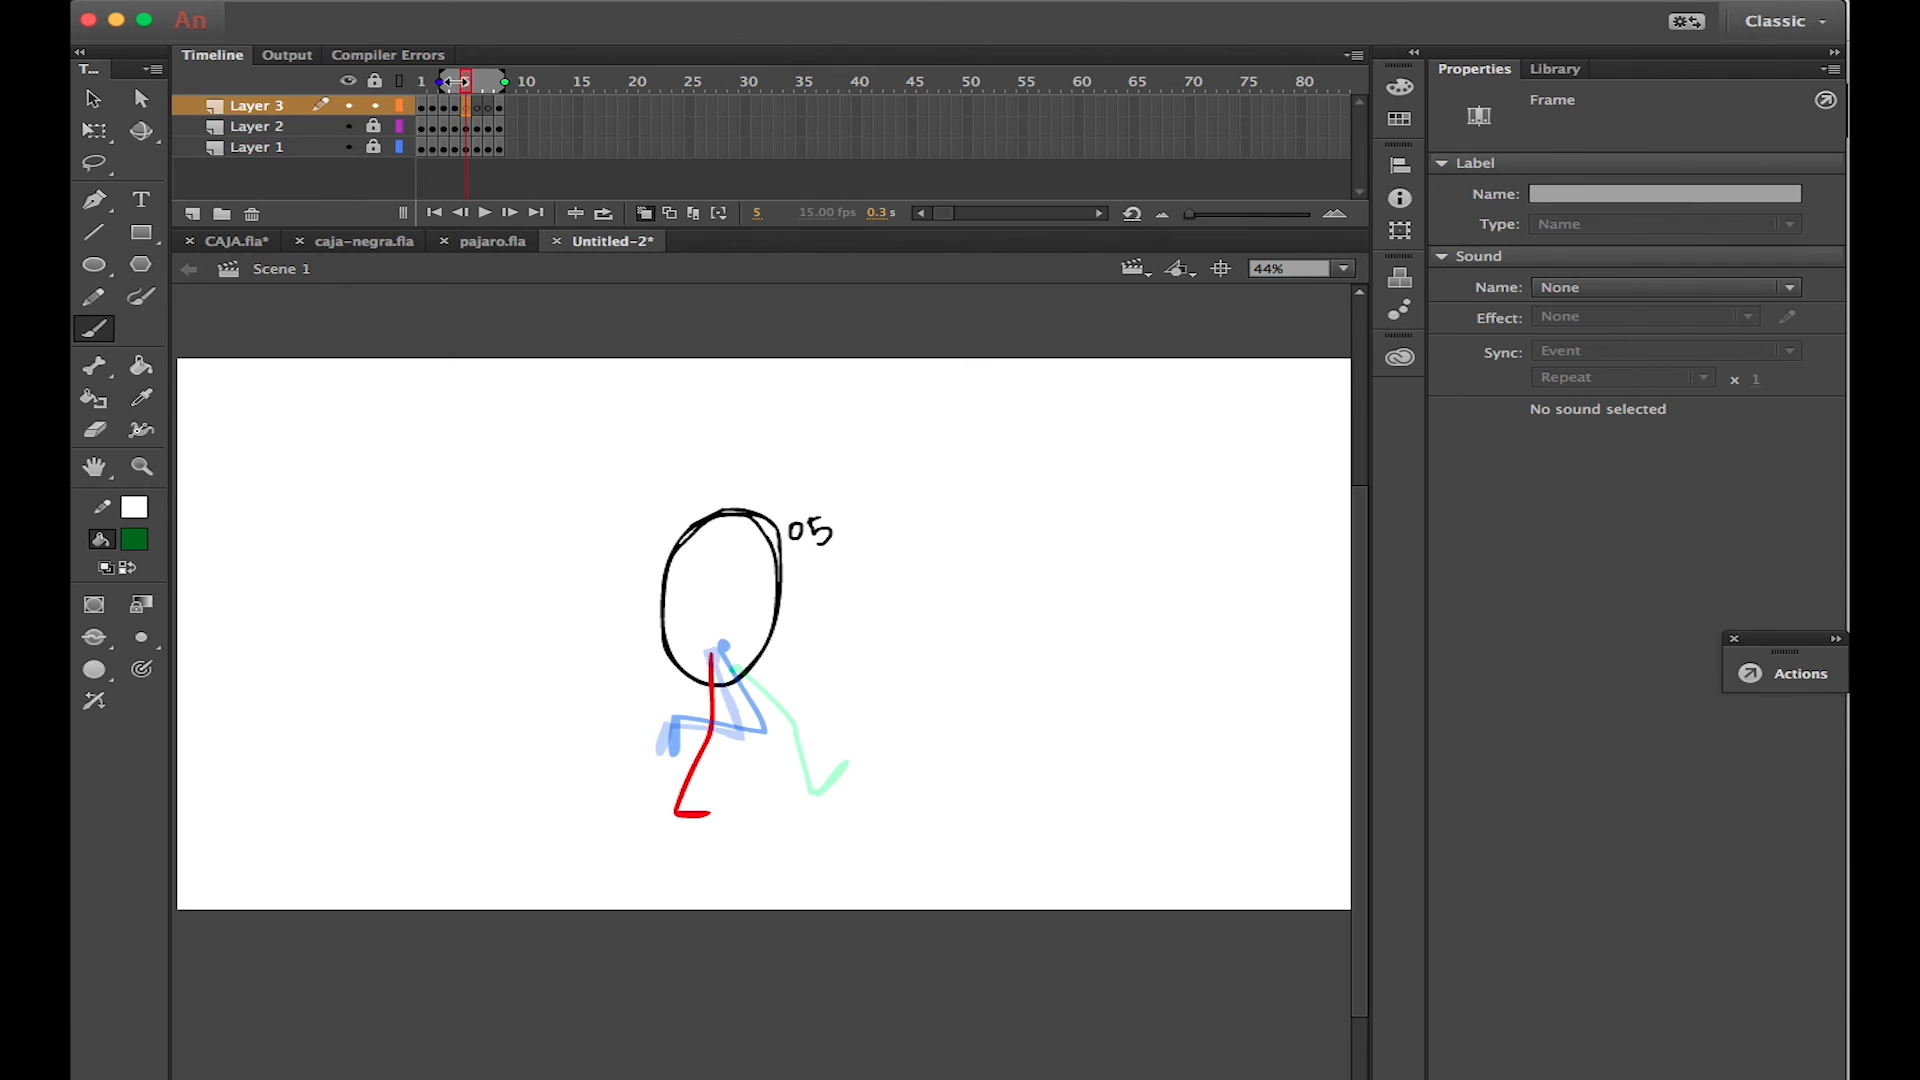 An
Classic
Timeline Output Compiler Errors
T...
Properties Library
1 5 10 15 20 25 30 35 40 45 50 55 60 65 70 75 80
Layer 3
Frame
Layer 2
Layer 1
Label
Name:
5 15.00 fps 0.3 s
Type: Name
CAJA.fla* caja-negra.fla pajaro.fla Untitled-2*
Sound
Scene 1
44%
Name: None
Effect: None
Sync: Event
Repeat x 1
No sound selected
05
Actions